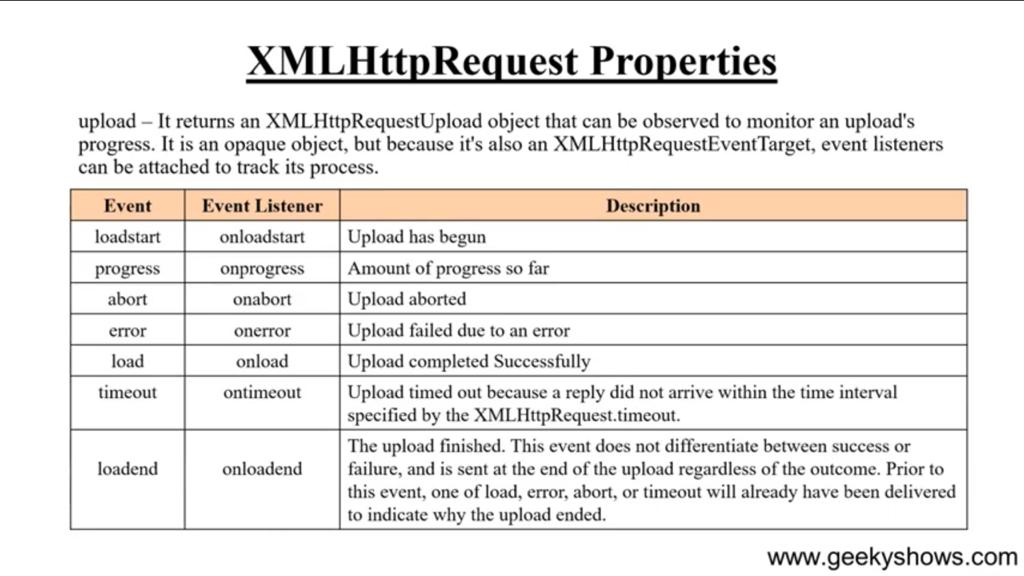 XMLHttpRequest Properties
upload – It returns an XMLHttpRequestUpload object that can be observed to monitor an upload's
progress. It is an opaque object, but because it's also an XMLHttpRequestEventTarget, event listeners
can be attached to track its process.
Event Event Listener Description
loadstart onloadstart Upload has begun
progress onprogress Amount of progress so far
abort onabort Upload aborted
error onerror Upload failed due to an error
load onload Upload completed Successfully
timeout ontimeout Upload timed out because a reply did not arrive within the time interval
specified by the XMLHttpRequest.timeout.
loadend onloadend The upload finished. This event does not differentiate between success or
failure, and is sent at the end of the upload regardless of the outcome. Prior to
this event, one of load, error, abort, or timeout will already have been delivered
to indicate why the upload ended.
www.geekyshows.com